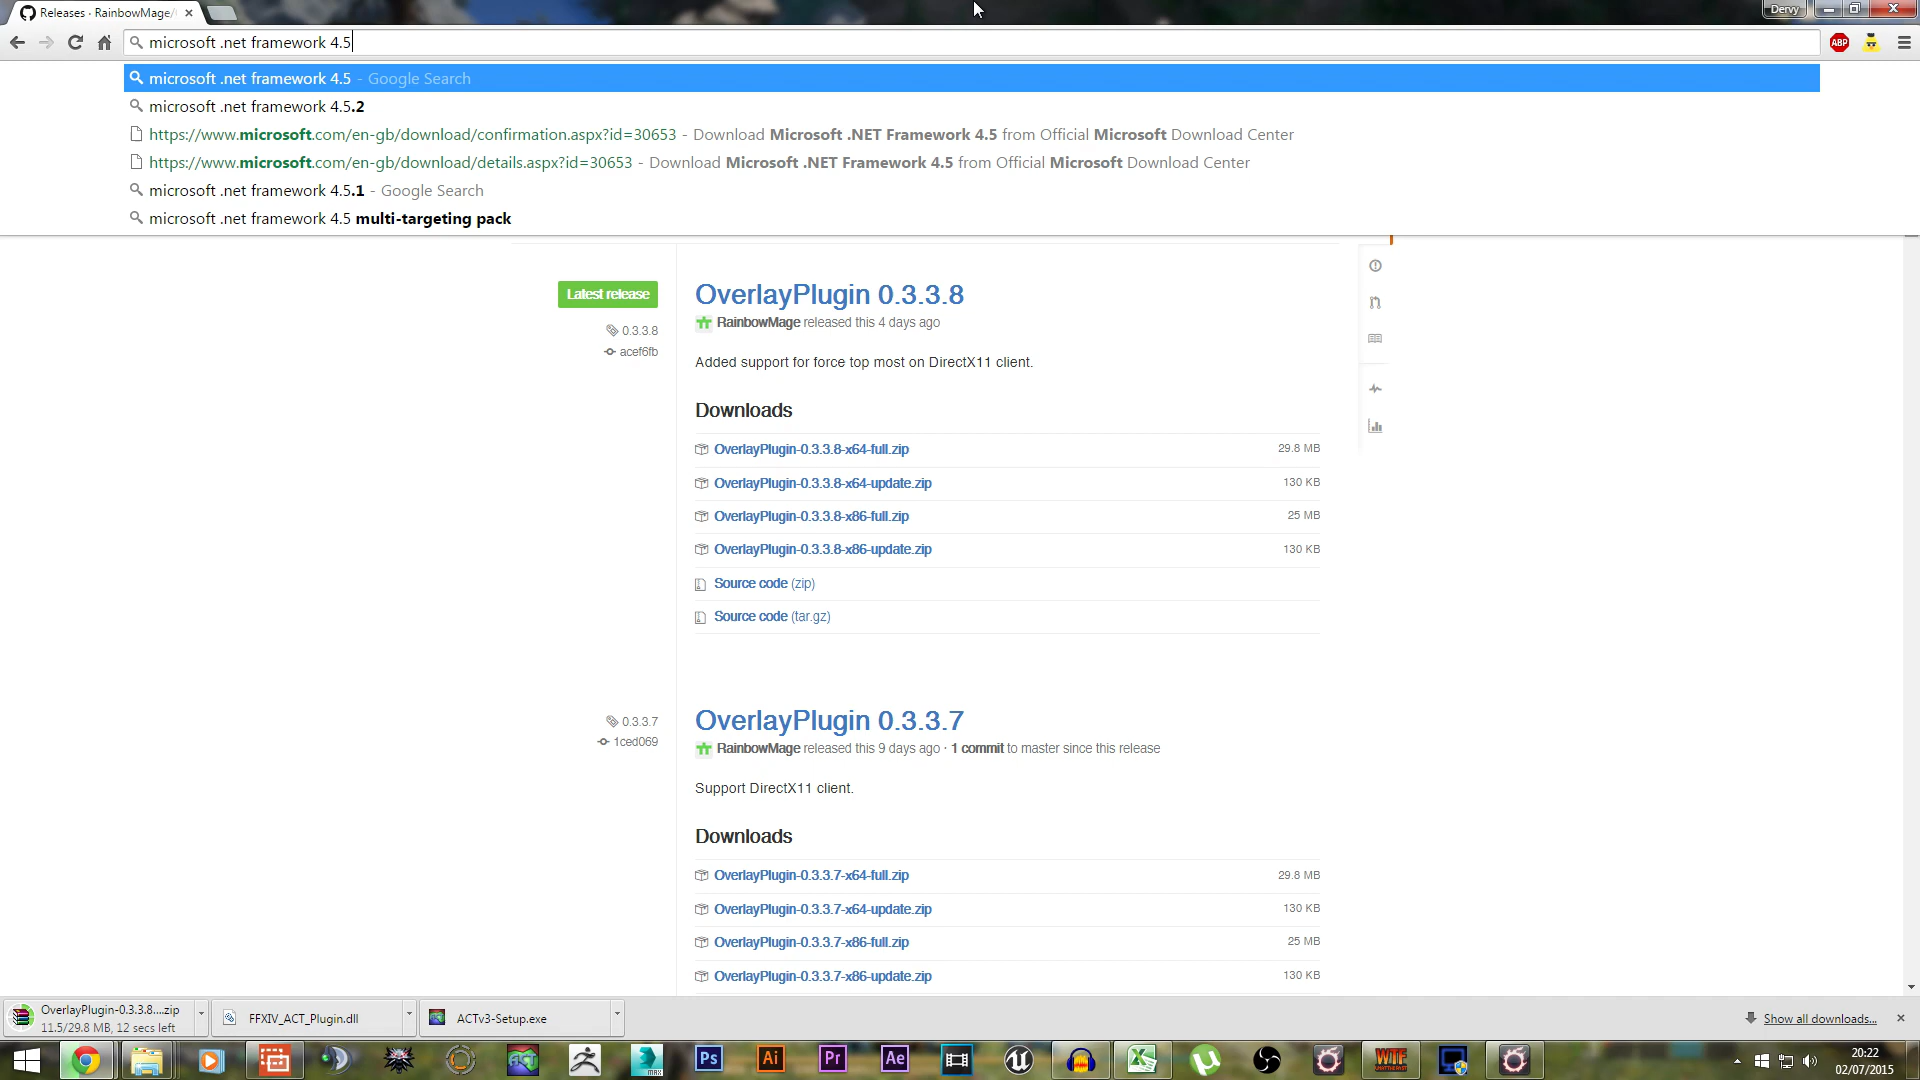 Releases · RainbowMage/
Dervy
microsoft .net framework 4.5
ABP
microsoft .net framework 4.5 - Google Search
microsoft .net framework 4.5.2
https://www.microsoft.com/en-gb/download/confirmation.aspx?id=30653 - Download Microsoft .NET Framework 4.5 from Official Microsoft Download Center
https://www.microsoft.com/en-gb/download/details.aspx?id=30653 - Download Microsoft .NET Framework 4.5 from Official Microsoft Download Center
microsoft .net framework 4.5.1 - Google Search
microsoft .net framework 4.5 multi-targeting pack
Latest release
0.3.3.8
acef6fb
OverlayPlugin 0.3.3.8
RainbowMage released this 4 days ago
Added support for force top most on DirectX11 client.
Downloads
OverlayPlugin-0.3.3.8-x64-full.zip 29.8 MB
OverlayPlugin-0.3.3.8-x64-update.zip 130 KB
OverlayPlugin-0.3.3.8-x86-full.zip 25 MB
OverlayPlugin-0.3.3.8-x86-update.zip 130 KB
Source code (zip)
Source code (tar.gz)
0.3.3.7
1ced069
OverlayPlugin 0.3.3.7
RainbowMage released this 9 days ago · 1 commit to master since this release
Support DirectX11 client.
Downloads
OverlayPlugin-0.3.3.7-x64-full.zip 29.8 MB
OverlayPlugin-0.3.3.7-x64-update.zip 130 KB
OverlayPlugin-0.3.3.7-x86-full.zip 25 MB
OverlayPlugin-0.3.3.7-x86-update.zip 130 KB
OverlayPlugin-0.3.3.8....zip
11.5/29.8 MB, 12 secs left
FFXIV_ACT_Plugin.dll
ACTv3-Setup.exe
Show all downloads...
ACT
MAX
Ps
Ai
Pr
Ae
WTF
20:22
02/07/2015